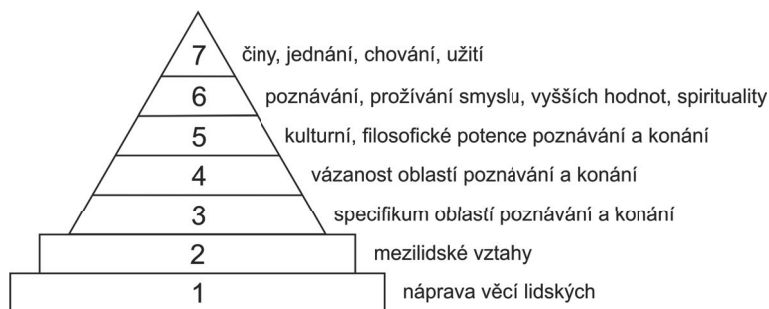 7 činy, jednání, chování, užití
6 poznávání, prožívání smyslu, vyšších hodnot, spirituality
5 kulturní, filosofické potence poznávání a konání
4 vázanost oblastí poznávání a konání
3 specifikum oblastí poznávání a konání
2 mezilidské vztahy
1 náprava věcí lidských